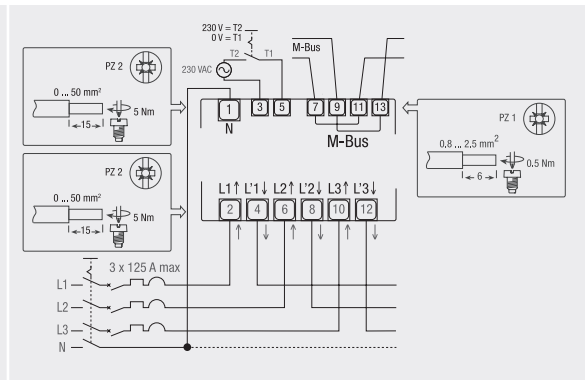 230 V = T2
0 V = T1
T2 T1
230 VAC
M-Bus
PZ 2
0 ... 50 mm²
15
5 Nm
1 3 5 7 9 11 13
N
M-Bus
PZ 1
0,8 ... 2,5 mm²
6
0.5 Nm
PZ 2
0 ... 50 mm²
15
5 Nm
L1↑ L'1↓ L2↑ L'2↓ L3↑ L'3↓
2 4 6 8 10 12
3 x 125 A max
L1
L2
L3
N